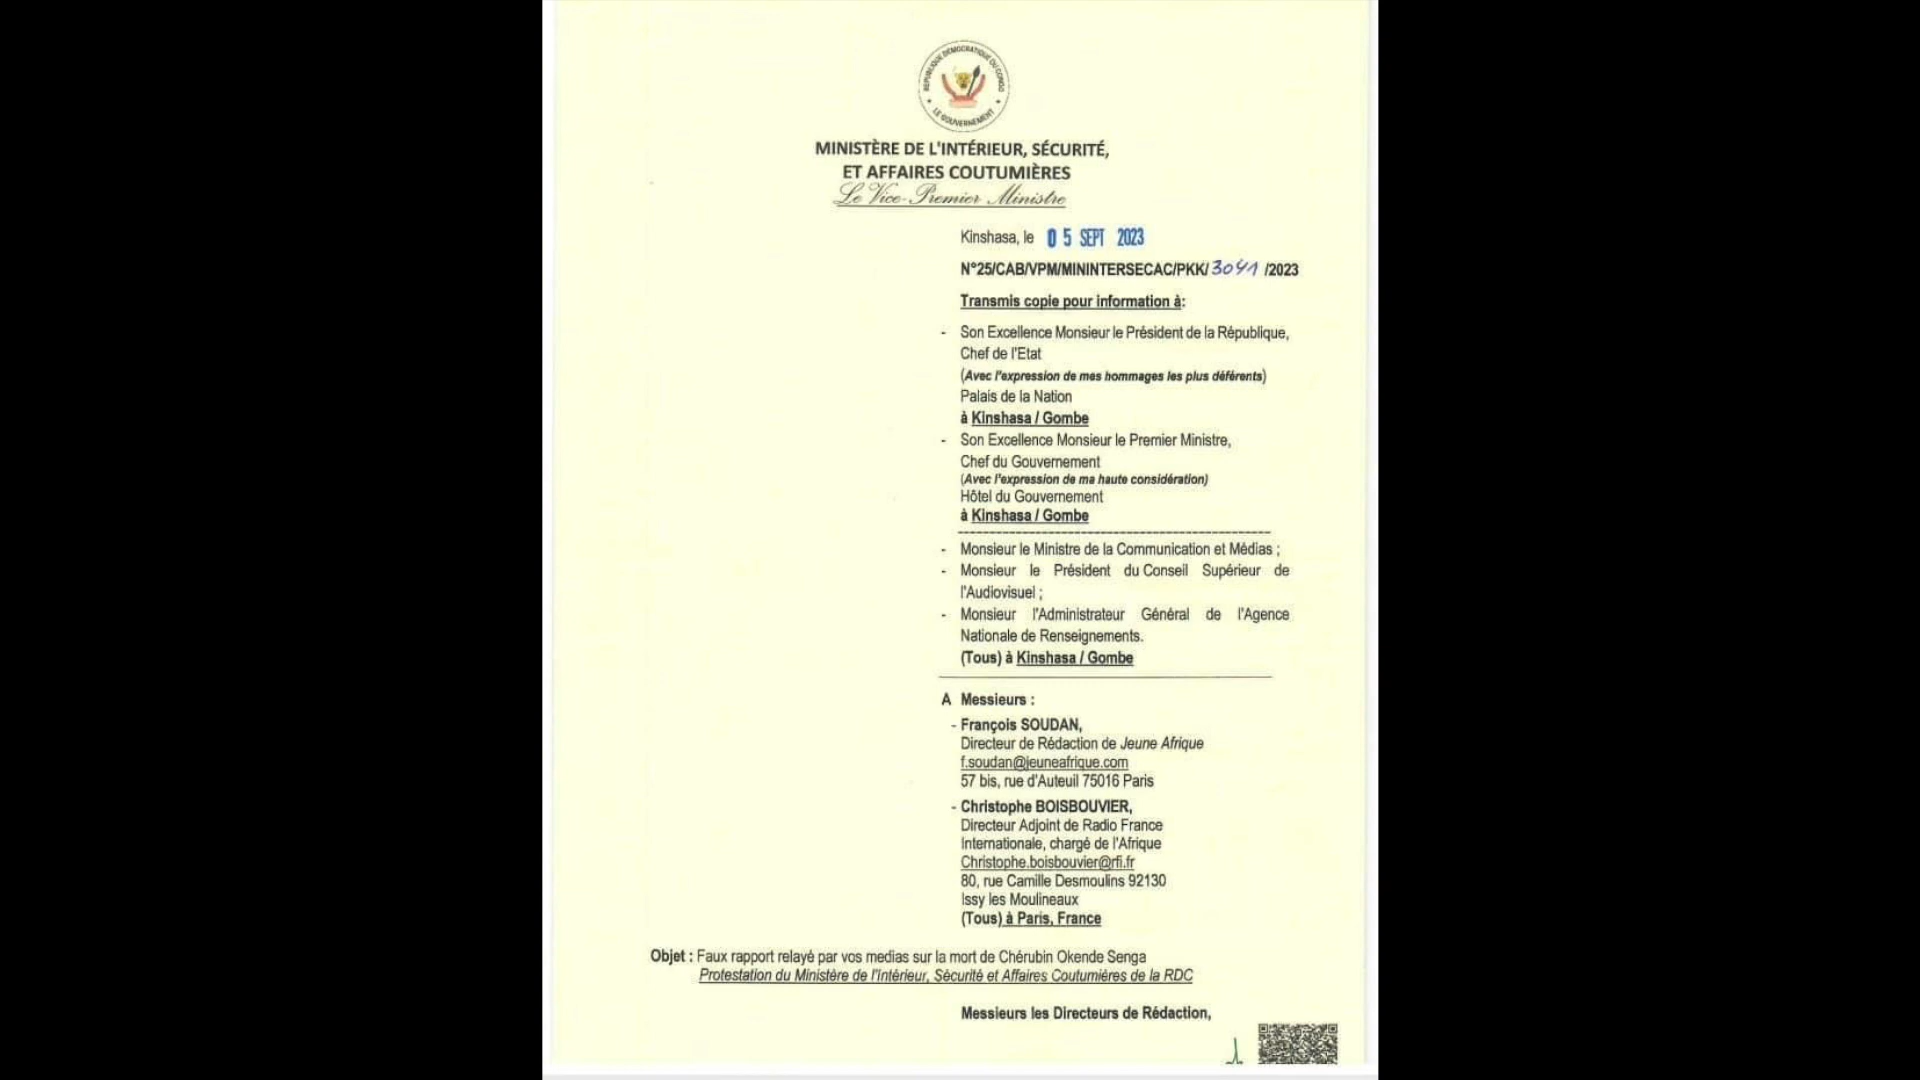 REPUBLIQUE DEMOCRATIQUE DU CONGO
LE GOUVERNEMENT
MINISTÈRE DE L'INTÉRIEUR, SÉCURITÉ,
ET AFFAIRES COUTUMIÈRES
Le Vice-Premier Ministre
Kinshasa, le 05 SEPT 2023
N°25/CAB/VPM/MININTERSECAC/PKK/3041/2023
Transmis copie pour information à:
- Son Excellence Monsieur le Président de la République,
Chef de l'Etat
(Avec l'expression de mes hommages les plus déférents)
Palais de la Nation
à Kinshasa / Gombe
- Son Excellence Monsieur le Premier Ministre,
Chef du Gouvernement
(Avec l'expression de ma haute considération)
Hôtel du Gouvernement
à Kinshasa / Gombe
- Monsieur le Ministre de la Communication et Médias ;
- Monsieur le Président du Conseil Supérieur de
l'Audiovisuel ;
- Monsieur l'Administrateur Général de l'Agence
Nationale de Renseignements.
(Tous) à Kinshasa / Gombe
A Messieurs :
- François SOUDAN,
Directeur de Rédaction de Jeune Afrique
f.soudan@jeuneafrique.com
57 bis, rue d'Auteuil 75016 Paris
- Christophe BOISBOUVIER,
Directeur Adjoint de Radio France
Internationale, chargé de l'Afrique
Christophe.boisbouvier@rfi.fr
80, rue Camille Desmoulins 92130
Issy les Moulineaux
(Tous) à Paris, France
Objet : Faux rapport relayé par vos medias sur la mort de Chérubin Okende Senga
Protestation du Ministère de l'Intérieur, Sécurité et Affaires Coutumières de la RDC
Messieurs les Directeurs de Rédaction,